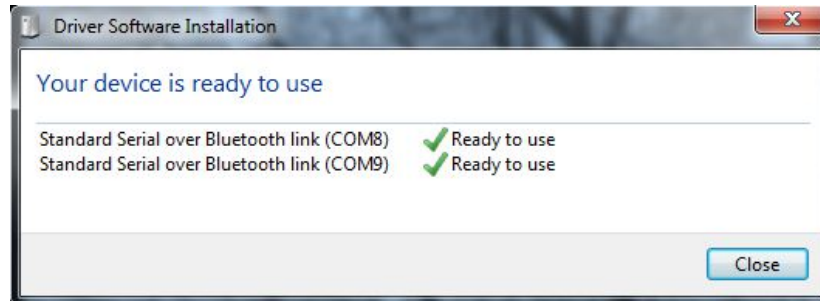 Driver Software Installation
Your device is ready to use
Standard Serial over Bluetooth link (COM8) Ready to use
Standard Serial over Bluetooth link (COM9) Ready to use
Close